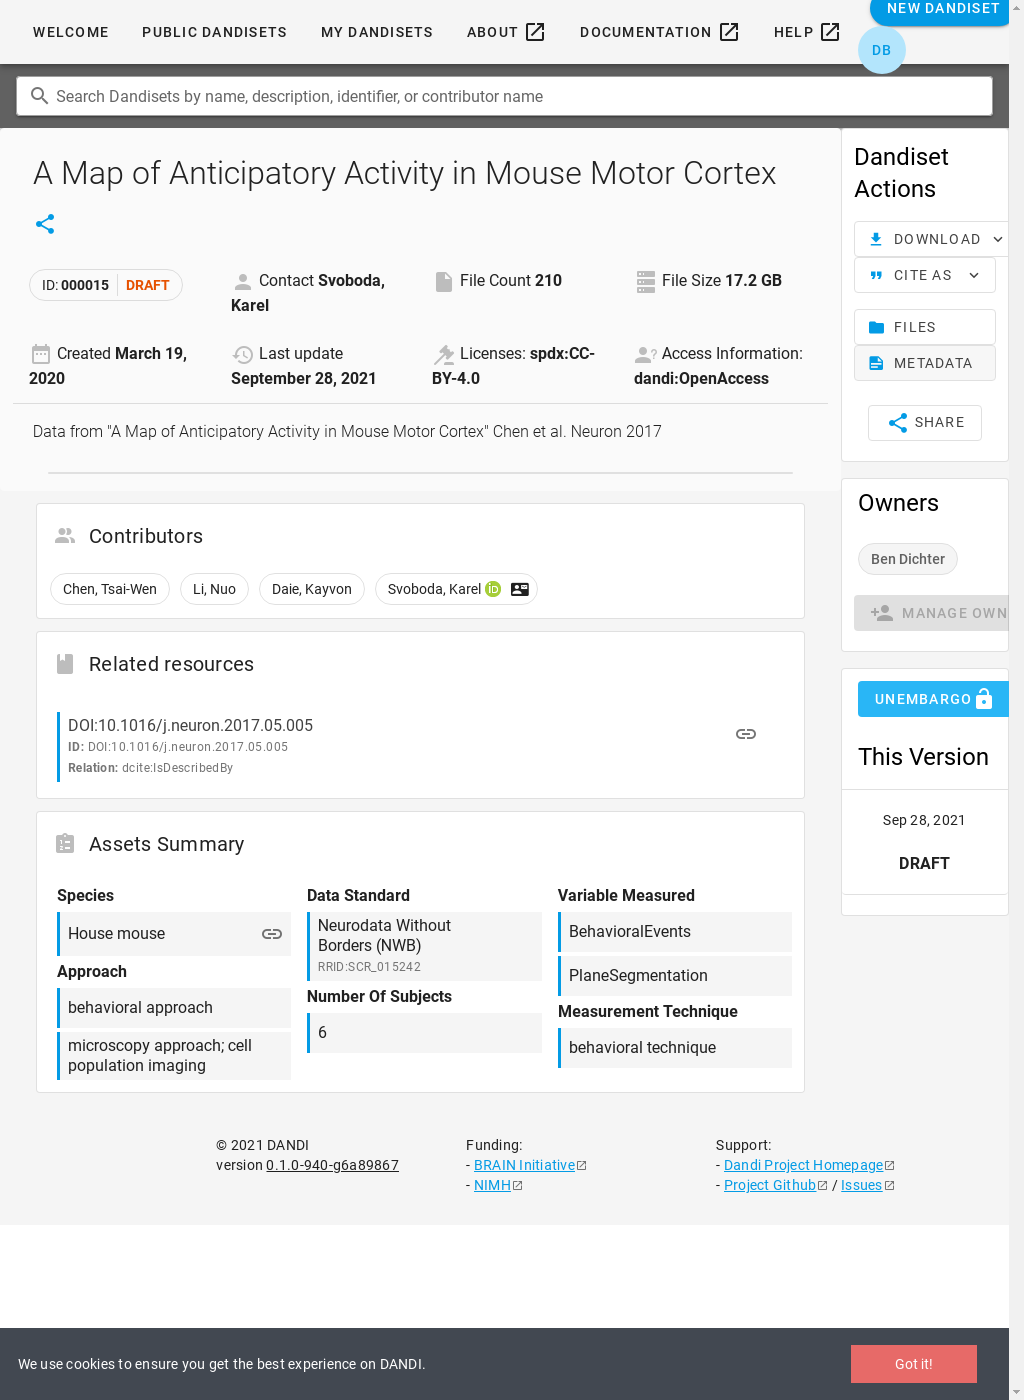 NEW DANDISET
WELCOME PUBLIC DANDISETS MY DANDISETS ABOUT DOCUMENTATION HELP
DB
Search Dandisets by name, description, identifier, or contributor name
A Map of Anticipatory Activity in Mouse Motor Cortex
ID: 000015 DRAFT
Contact Svoboda,
Karel
File Count 210
File Size 17.2 GB
Created March 19,
2020
Last update
September 28, 2021
Licenses: spdx:CC-
BY-4.0
Access Information:
dandi:OpenAccess
Data from "A Map of Anticipatory Activity in Mouse Motor Cortex" Chen et al. Neuron 2017
Contributors
Chen, Tsai-Wen
Li, Nuo
Daie, Kayvon
Svoboda, Karel iD
Related resources
DOI:10.1016/j.neuron.2017.05.005
ID: DOI:10.1016/j.neuron.2017.05.005
Relation: dcite:IsDescribedBy
Assets Summary
Species
House mouse
Approach
behavioral approach
microscopy approach; cell
population imaging
Data Standard
Neurodata Without
Borders (NWB)
RRID:SCR_015242
Number Of Subjects
6
Variable Measured
BehavioralEvents
PlaneSegmentation
Measurement Technique
behavioral technique
Dandiset
Actions
DOWNLOAD
CITE AS
FILES
METADATA
SHARE
Owners
Ben Dichter
MANAGE OWN
UNEMBARGO
This Version
Sep 28, 2021
DRAFT
© 2021 DANDI
version 0.1.0-940-g6a89867
Funding:
- BRAIN Initiative
- NIMH
Support:
- Dandi Project Homepage
- Project Github / Issues
We use cookies to ensure you get the best experience on DANDI.
Got it!